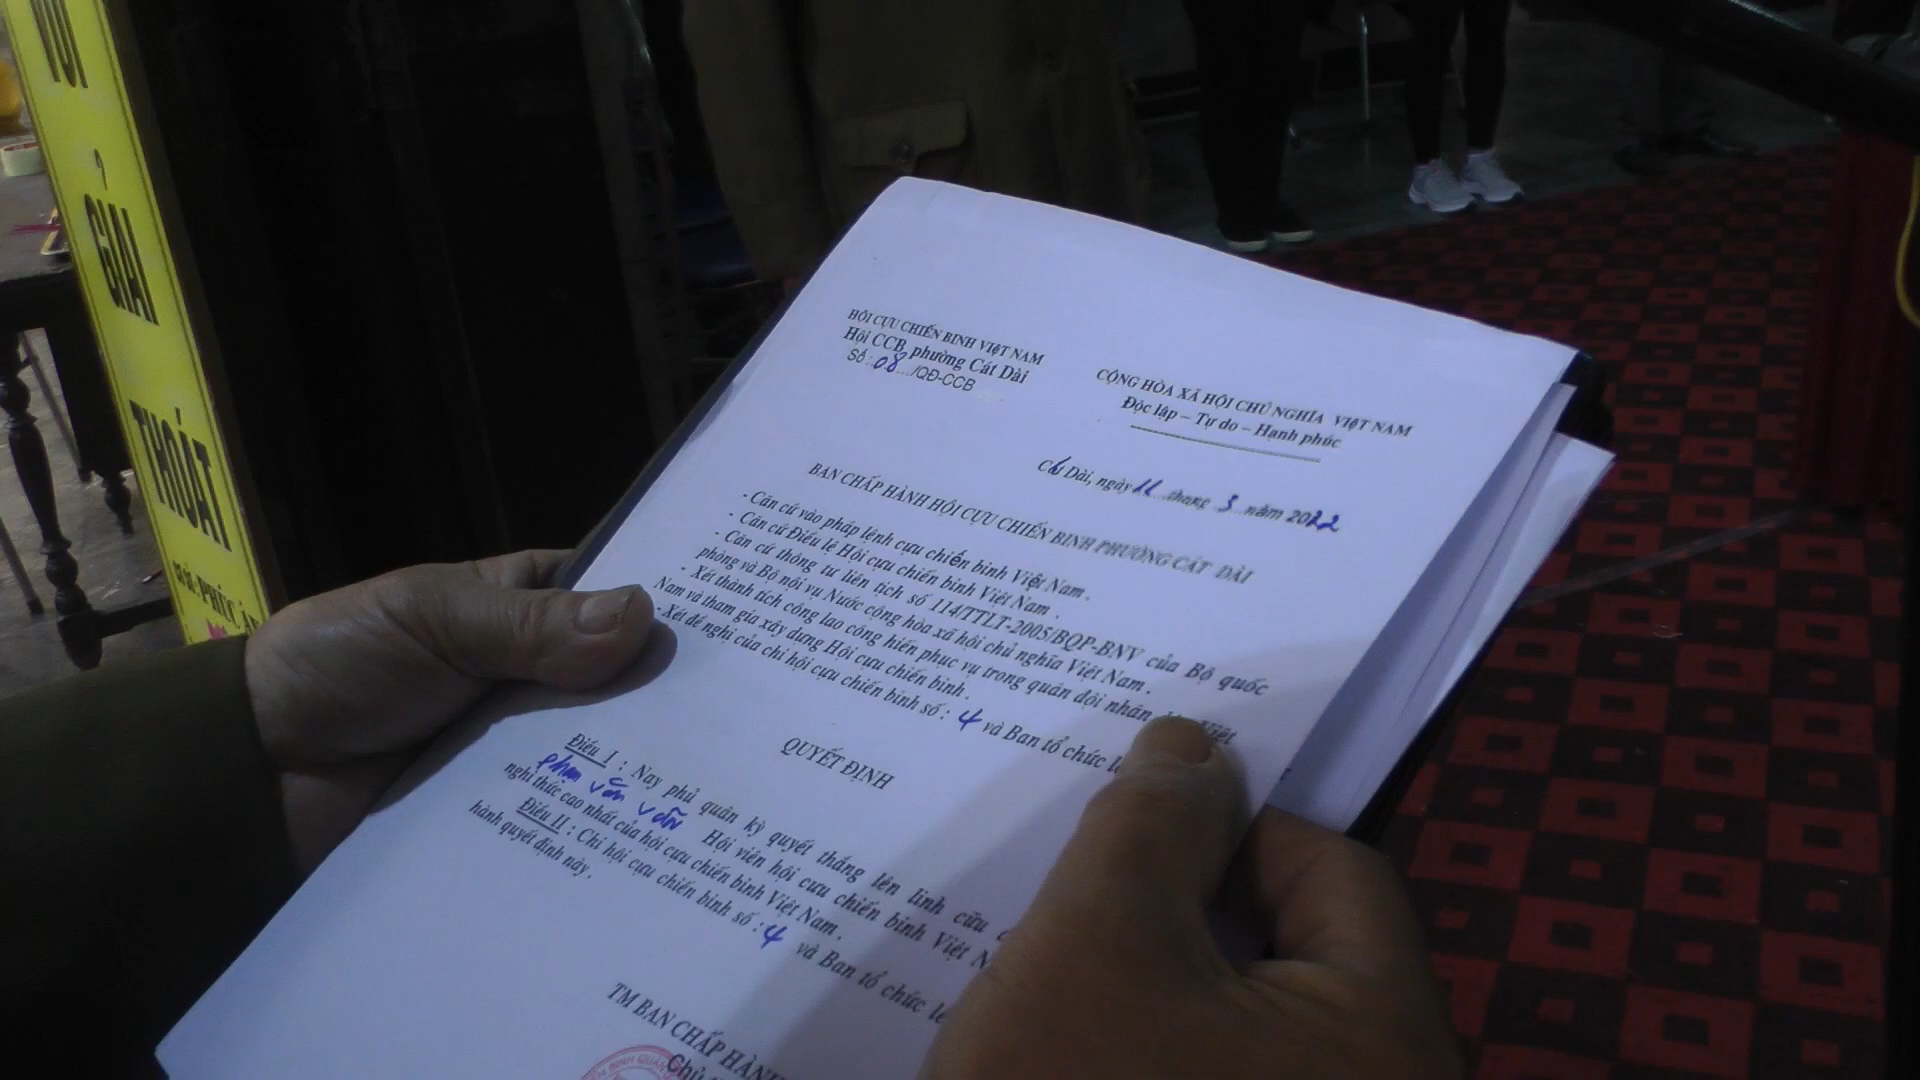 GIẢI
THOÁT
HỘI CỰU CHIẾN BINH VIệT NAM
Hội CCB, phường Cát Dài
Số : 08 .../QĐ-CCB
CỘNG HÒA XÃ HỘI CHỦ NGHĨA VIệT NAM
Độc lập – Tự do – Hạnh phúc
Cát Dài, ngày 11 ... tháng 3 năm 2022
BAN CHẤP HÀNH HỘI CỰU CHIẾN BINH PHƯỜNG CÁT DÀI
- Căn cứ vào pháp lệnh cựu chiến binh Việt Nam .
- Căn cứ Điều lệ Hội cựu chiến binh Việt Nam .
- Căn cứ thông tư liên tịch số 114/TTLT-2005/BQP-BNV của Bộ quốc
phòng và Bộ nội vụ Nước cộng hòa xã hội chủ nghĩa Việt Nam .
- Xét thành tích công lao cống hiến phục vụ trong quân đội nhân Việt
Nam và tham gia xây dựng Hội cựu chiến binh.
- Xét đề nghị của chi hội cựu chiến binh số : 4 và Ban tổ chức
QUYẾT ĐỊNH
Điều I : Nay phủ quân kỳ quyết thắng lên linh cữu
Phạm Văn Hội viên hội cựu chiến binh Việt
nghi thức cao nhất của hội cựu chiến binh Việt Nam .
Điều II : Chi hội cựu chiến binh số : 4 và Ban tổ chức
hành quyết định này .
TM BAN CHẤP HÀNH